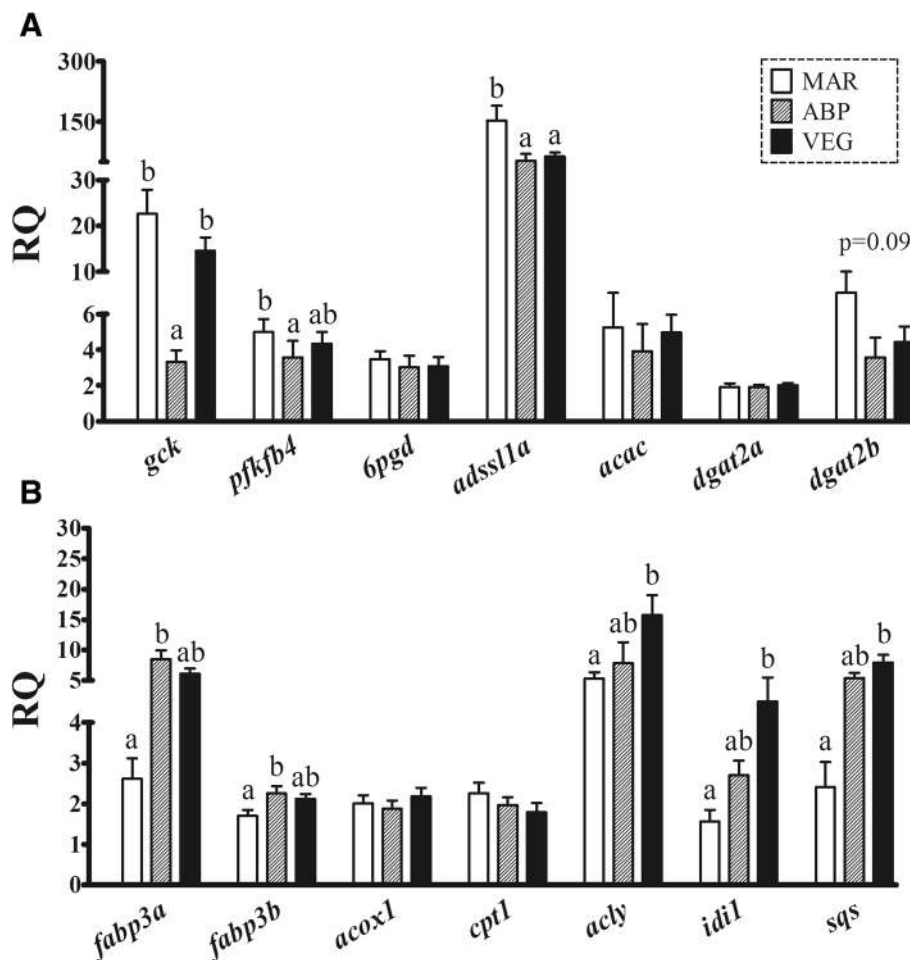 A
300
150
30
20
10
6
4
2
0
RQ
MAR
ABP
VEG
b
a
b
b
a
ab
b
a
a
p=0.09
gck
pfkfb4
6pgd
adssl1a
acac
dgat2a
dgat2b
B
30
25
20
15
10
5
4
3
2
1
0
RQ
a
b
ab
a
b
ab
a
ab
b
a
ab
b
a
ab
b
fabp3a
fabp3b
acox1
cpt1
acly
idi1
sqs